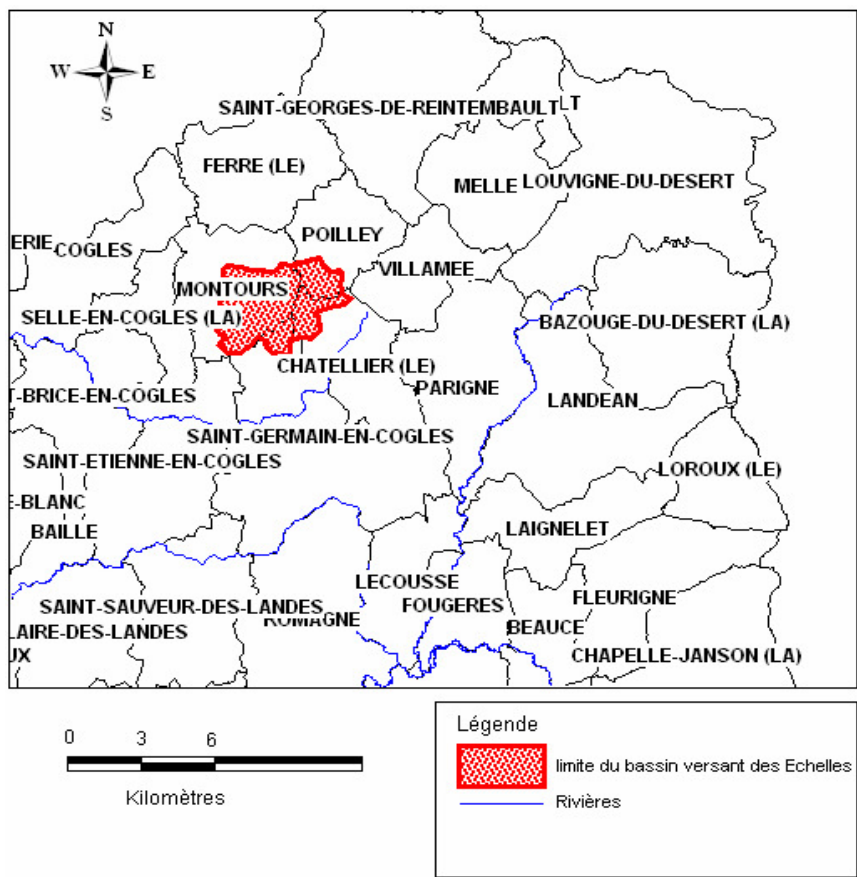 N
W E
S
SAINT-GEORGES-DE-REINTEMBAULT LT
FERRE (LE)
MELLE LOUVIGNE-DU-DESERT
POILLEY
ERIE COGLES
VILLAMEE
MONTOURS
SELLE-EN-COGLES (LA)
BAZOUGE-DU-DESERT (LA)
CHATELLIER (LE)
PARIGNE
T-BRICE-EN-COGLES
LANDEAN
SAINT-GERMAIN-EN-COGLES
SAINT-ETIENNE-EN-COGLES
LOROUX (LE)
E-BLANC
BAILLE
LAIGNELET
LECOUSSE
FLEURIGNE
SAINT-SAUVEUR-DES-LANDES
FOUGERES
ROMAGNE
BEAUCE
LAIRE-DES-LANDES
UX
CHAPELLE-JANSON (LA)
0 3 6
Kilomètres
Légende
limite du bassin versant des Echelles
Rivières